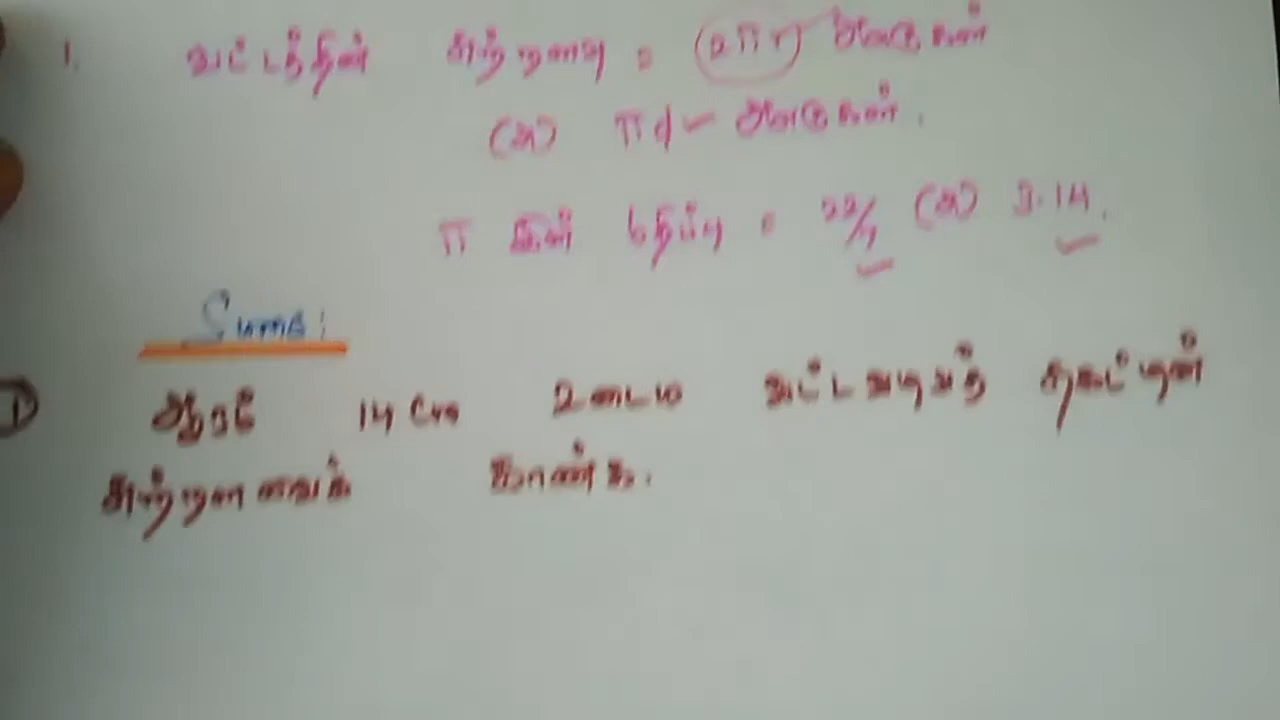 1. வட்டத்தின் சுற்றளவு = (2πr) அலகுகள்
(அ) πd அலகுகள்.
π இன் மதிப்பு = 22/7 (அ) 3.14.
Sums:
1 ஆரம் 14 cm உடைய வட்டவடிவத் தகட்டின்
சுற்றளவைக் காண்க.